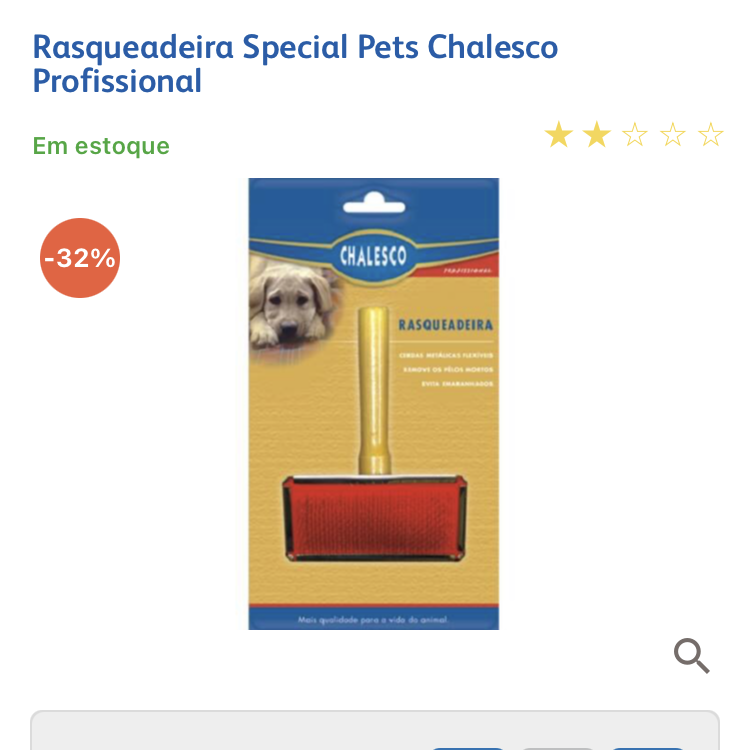 Rasqueadeira Special Pets Chalesco
Profissional
Em estoque
-32%
CHALESCO
PROFISSIONAL
RASQUEADEIRA
CERDAS METÁLICAS FLEXÍVEIS
REMOVE OS PÊLOS MORTOS
EVITA EMARANHADOS
Mais qualidade para a vida do animal.